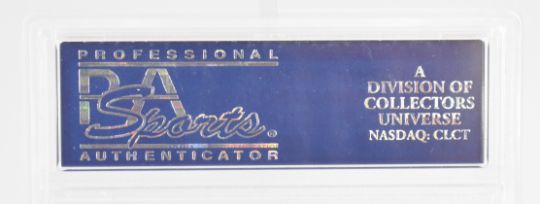 PROFESSIONAL
PSA
Sports®
AUTHENTICATOR
A
DIVISION OF
COLLECTORS
UNIVERSE
NASDAQ: CLCT